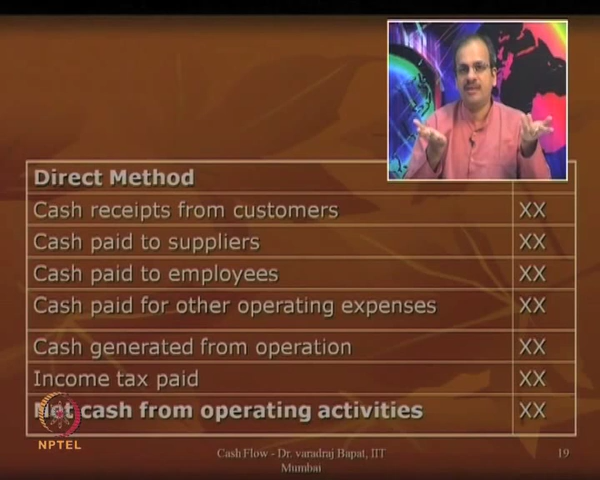 Direct Method
Cash receipts from customers XX
Cash paid to suppliers XX
Cash paid to employees XX
Cash paid for other operating expenses XX
Cash generated from operation XX
Income tax paid XX
Net cash from operating activities XX
NPTEL
Cash Flow - Dr. varadraj Bapat, IIT
Mumbai
19